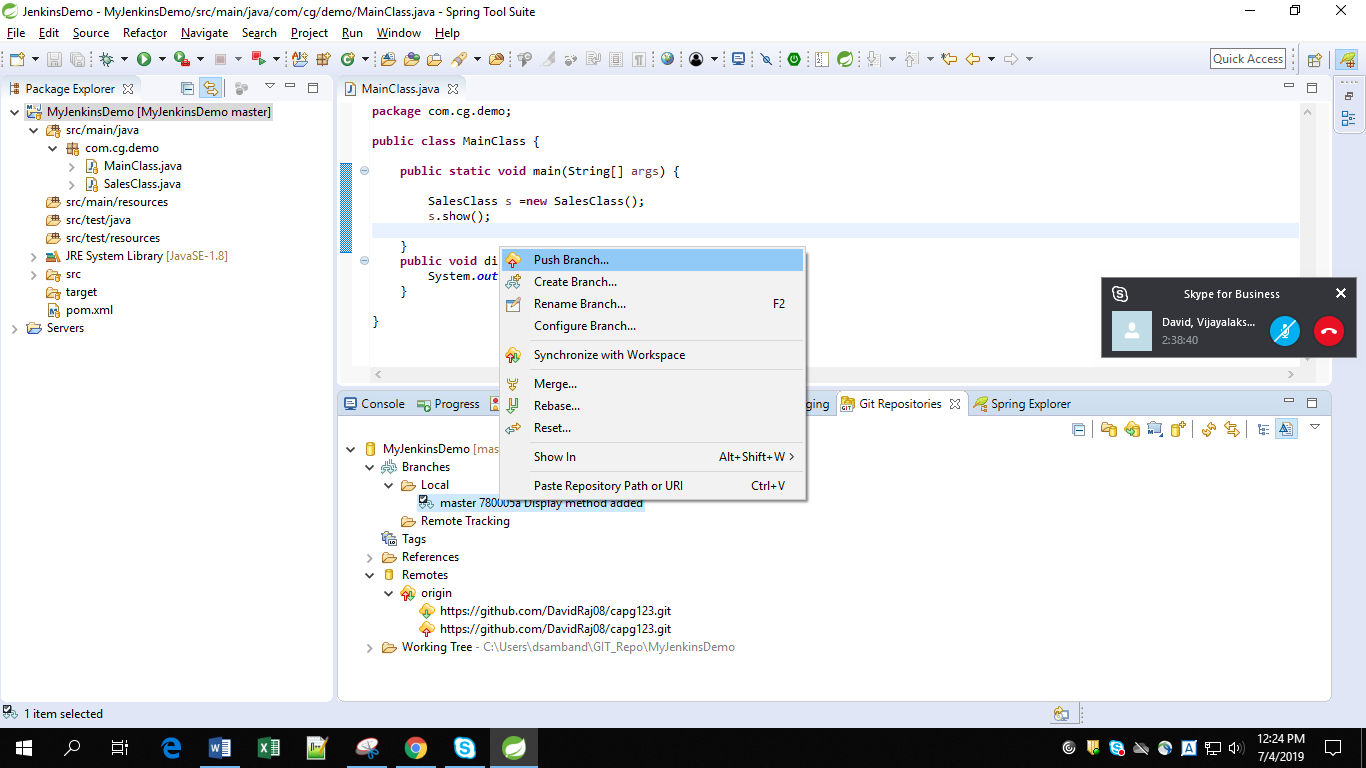 JenkinsDemo - MyJenkinsDemo/src/main/java/com/cg/demo/MainClass.java - Spring Tool Suite
File Edit Source Refactor Navigate Search Project Run Window Help
Quick Access
Package Explorer
MyJenkinsDemo [MyJenkinsDemo master]
src/main/java
com.cg.demo
MainClass.java
SalesClass.java
src/main/resources
src/test/java
src/test/resources
JRE System Library [JavaSE-1.8]
src
target
pom.xml
Servers
MainClass.java
package com.cg.demo;
public class MainClass {
public static void main(String[] args) {
SalesClass s =new SalesClass();
s.show();
}
public void di
System.out
}
}
Push Branch...
Create Branch...
Rename Branch... F2
Configure Branch...
Synchronize with Workspace
Merge...
Rebase...
Reset...
Show In Alt+Shift+W
Paste Repository Path or URI Ctrl+V
Skype for Business
David, Vijayalaks...
2:38:40
Console Progress ging Git Repositories Spring Explorer
MyJenkinsDemo [mas
Branches
Local
master 780005a Display method added
Remote Tracking
Tags
References
Remotes
origin
https://github.com/DavidRaj08/capg123.git
https://github.com/DavidRaj08/capg123.git
Working Tree - C:\Users\dsamband\GIT_Repo\MyJenkinsDemo
1 item selected
12:24 PM
7/4/2019